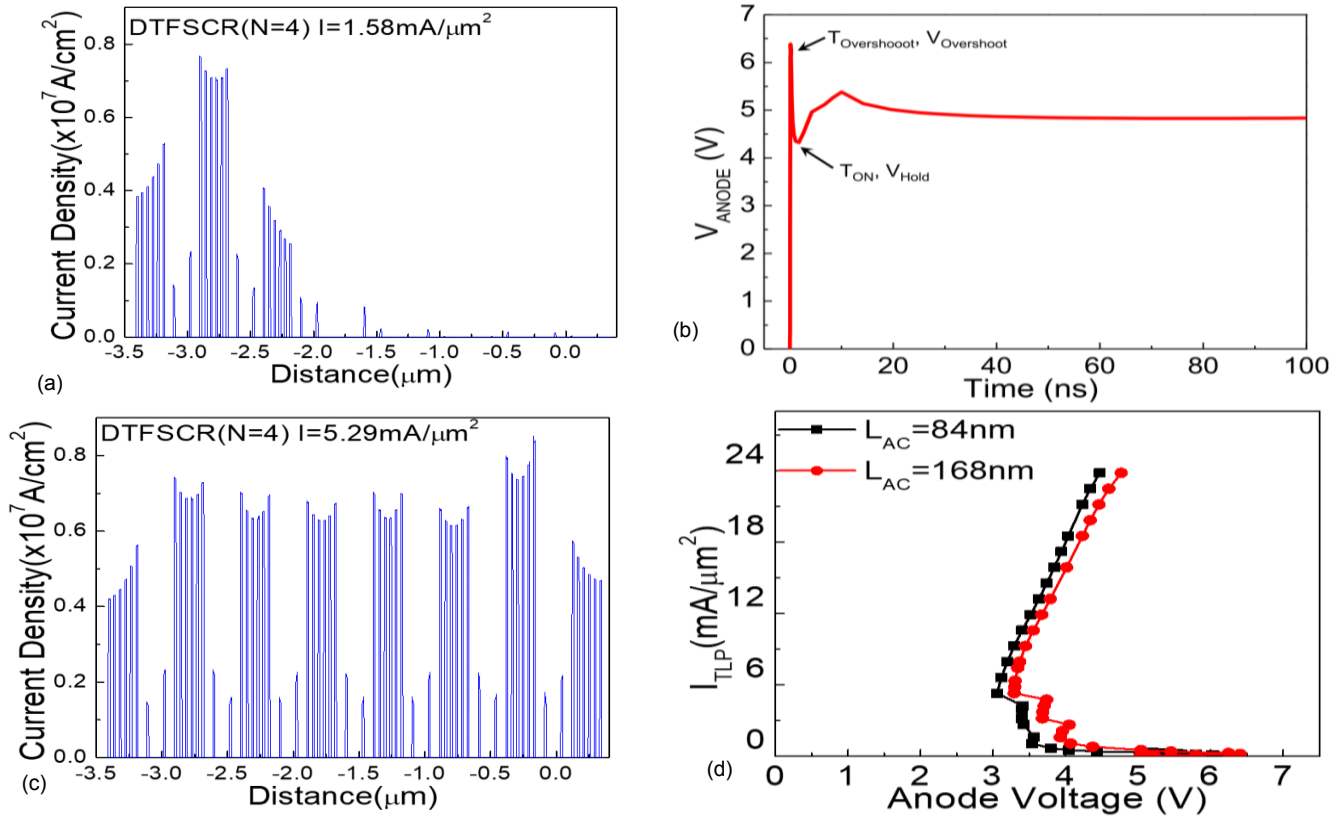 DTFSCR(N=4) I=1.58mA/μm²
Current Density(x10⁷A/cm²)
0.8
0.6
0.4
0.2
0.0
-3.5 -3.0 -2.5 -2.0 -1.5 -1.0 -0.5 0.0
Distance(μm)
(a)
T_Overshooot, V_Overshoot
T_ON, V_Hold
V_ANODE (V)
7
6
5
4
3
2
1
0
0 20 40 60 80 100
Time (ns)
(b)
DTFSCR(N=4) I=5.29mA/μm²
Current Density(x10⁷A/cm²)
0.8
0.6
0.4
0.2
0.0
-3.5 -3.0 -2.5 -2.0 -1.5 -1.0 -0.5 0.0
Distance(μm)
(c)
L_AC=84nm
L_AC=168nm
I_TLP(mA/μm²)
24
18
12
6
0
0 1 2 3 4 5 6 7
Anode Voltage (V)
(d)